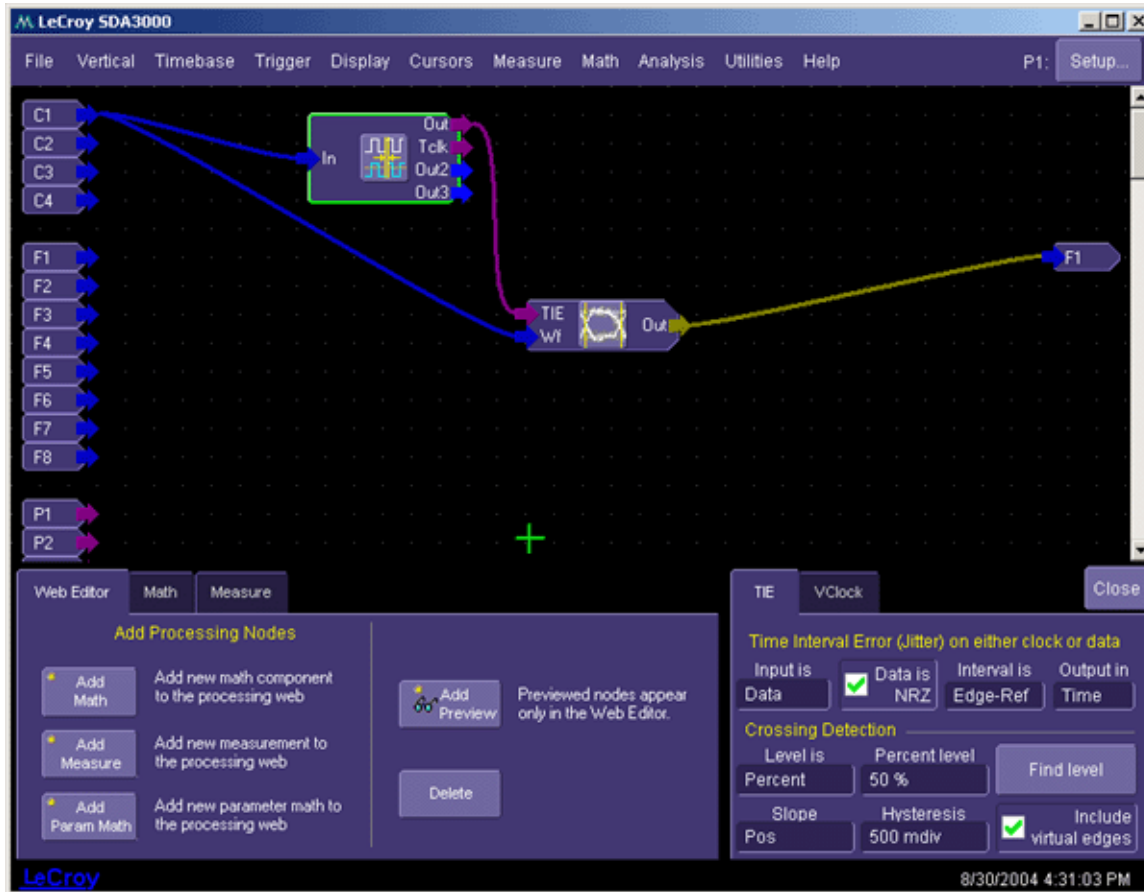 LeCroy SDA3000
File Vertical Timebase Trigger Display Cursors Measure Math Analysis Utilities Help P1: Setup...
C1
C2
C3
C4
In
Out
Tclk
Out2
Out3
F1
F2
F3
F4
F5
F6
F7
F8
TIE
Wf
Out
F1
P1
P2
Web Editor Math Measure
Add Processing Nodes
Add Math
Add new math component
to the processing web
Add Measure
Add new measurement to
the processing web
Add Param Math
Add new parameter math to
the processing web
Add Preview
Previewed nodes appear
only in the Web Editor.
Delete
TIE VClock Close
Time Interval Error (Jitter) on either clock or data
Input is
Data
Data is NRZ
Interval is
Edge-Ref
Output in
Time
Crossing Detection
Level is
Percent
Percent level
50 %
Find level
Slope
Pos
Hysteresis
500 mdiv
Include
virtual edges
LeCroy
8/30/2004 4:31:03 PM